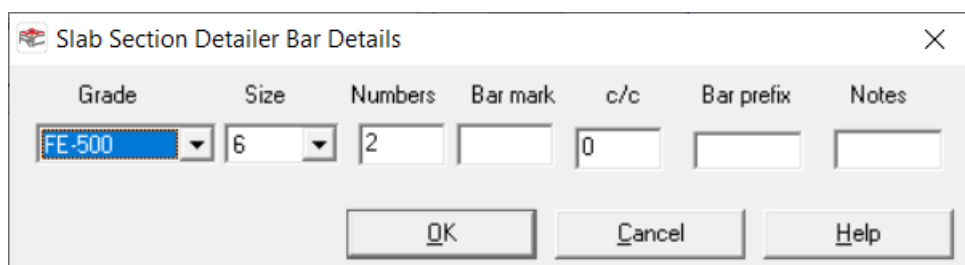 Slab Section Detailer Bar Details
Grade Size Numbers Bar mark c/c Bar prefix Notes
FE-500 6 2 0
OK Cancel Help